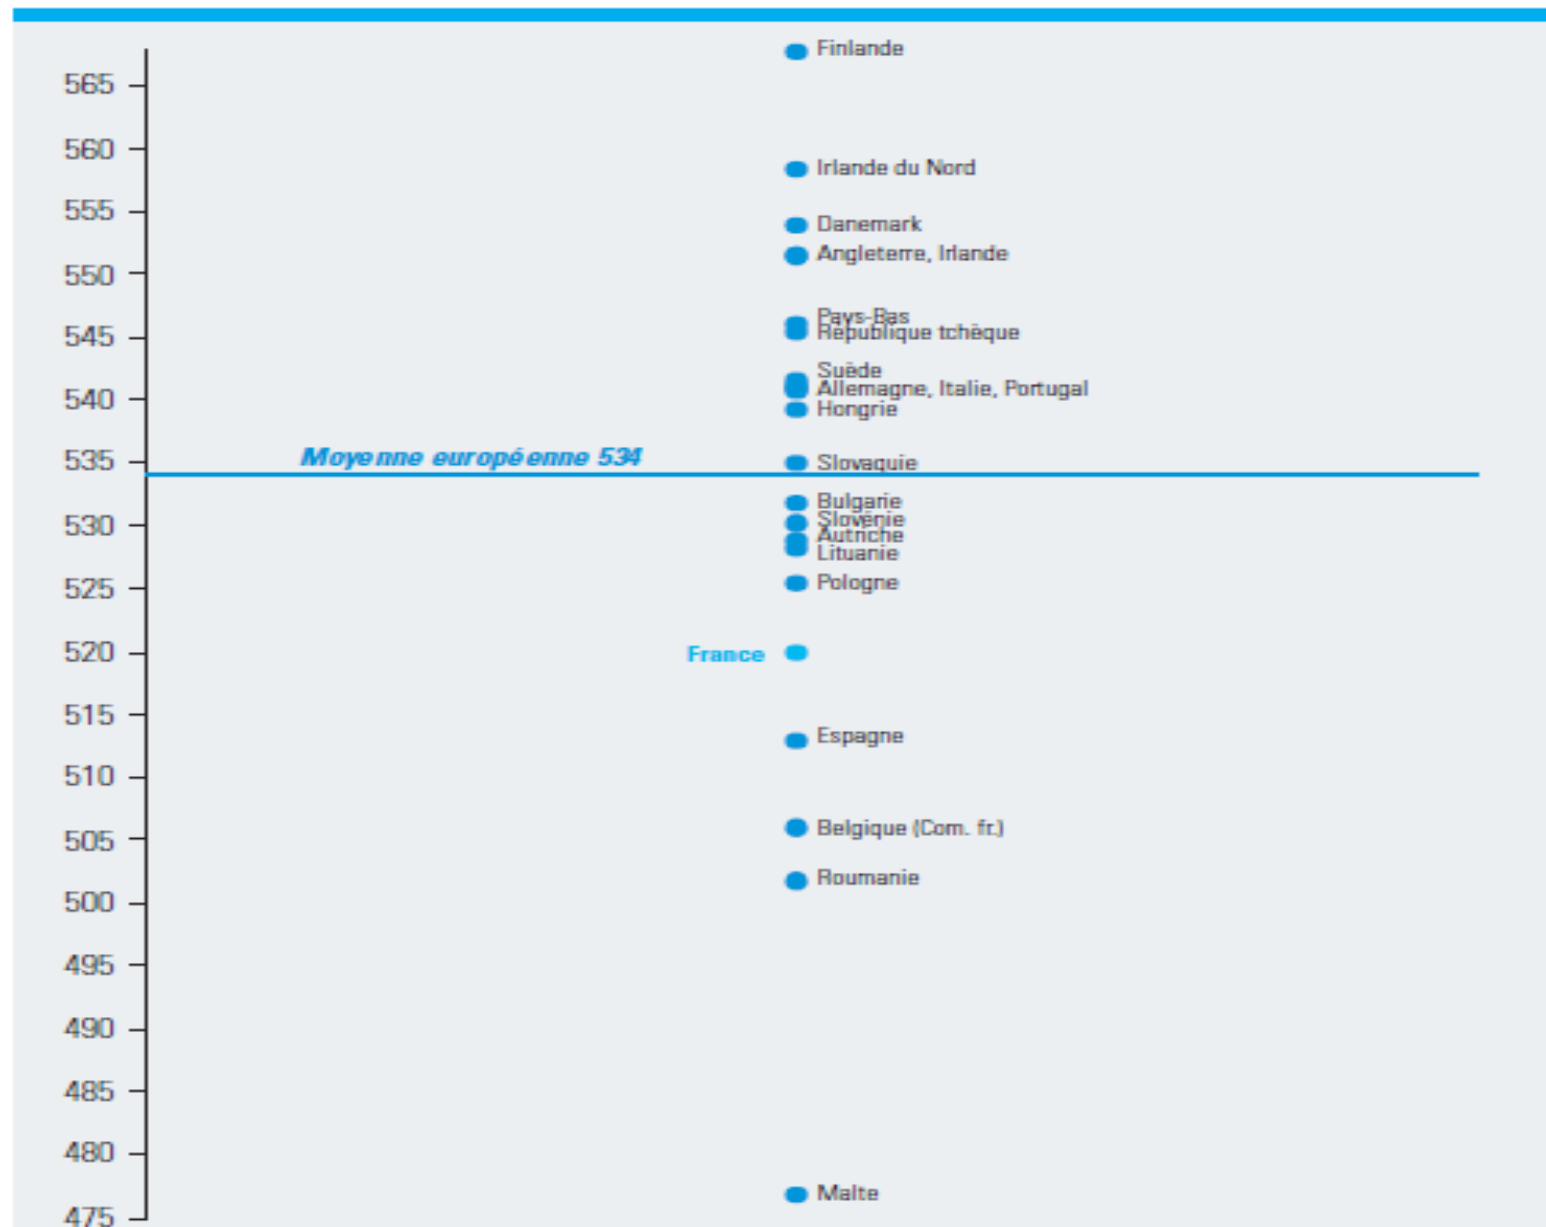 Finlande
565
560
Irlande du Nord
555
Danemark
Angleterre, Irlande
550
Pays-Bas
545
République tchèque
Suède
Allemagne, Italie, Portugal
540
Hongrie
Moyenne européenne 534
535
Slovaquie
Bulgarie
530
Slovénie
Autriche
Lituanie
525
Pologne
520
France
515
Espagne
510
505
Belgique (Com. fr.)
Roumanie
500
495
490
485
480
Malte
475